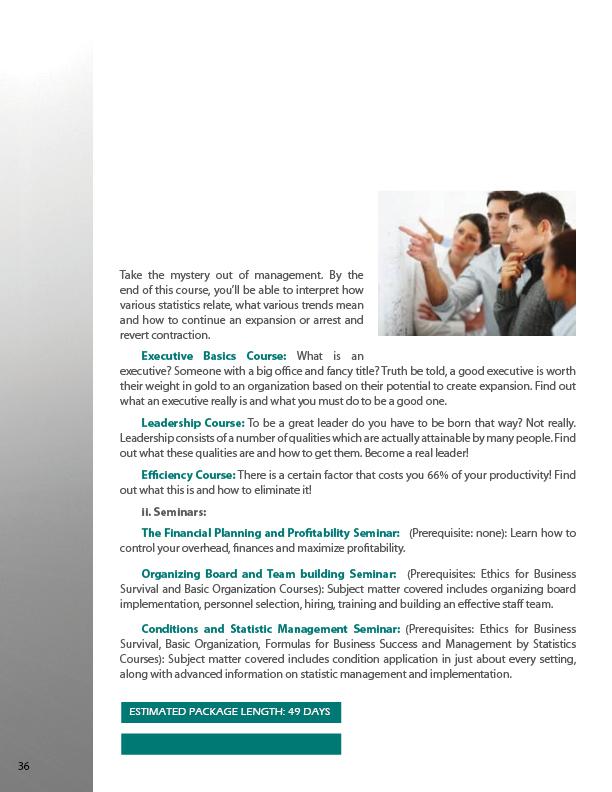 Take the mystery out of management. By the
end of this course, you'll be able to interpret how
various statistics relate, what various trends mean
and how to continue an expansion or arrest and
revert contraction.
Executive Basics Course: What is an
executive? Someone with a big office and fancy title? Truth be told, a good executive is worth
their weight in gold to an organization based on their potential to create expansion. Find out
what an executive really is and what you must do to be a good one.
Leadership Course: To be a great leader do you have to be born that way? Not really.
Leadership consists of a number of qualities which are actually attainable by many people. Find
out what these qualities are and how to get them. Become a real leader!
Efficiency Course: There is a certain factor that costs you 66% of your productivity! Find
out what this is and how to eliminate it!
ii. Seminars:
The Financial Planning and Profitability Seminar: (Prerequisite: none): Learn how to
control your overhead, finances and maximize profitability.
Organizing Board and Team building Seminar: (Prerequisites: Ethics for Business
Survival and Basic Organization Courses): Subject matter covered includes organizing board
implementation, personnel selection, hiring, training and building an effective staff team.
Conditions and Statistic Management Seminar: (Prerequisites: Ethics for Business
Survival, Basic Organization, Formulas for Business Success and Management by Statistics
Courses): Subject matter covered includes condition application in just about every setting,
along with advanced information on statistic management and implementation.
ESTIMATED PACKAGE LENGTH: 49 DAYS
36